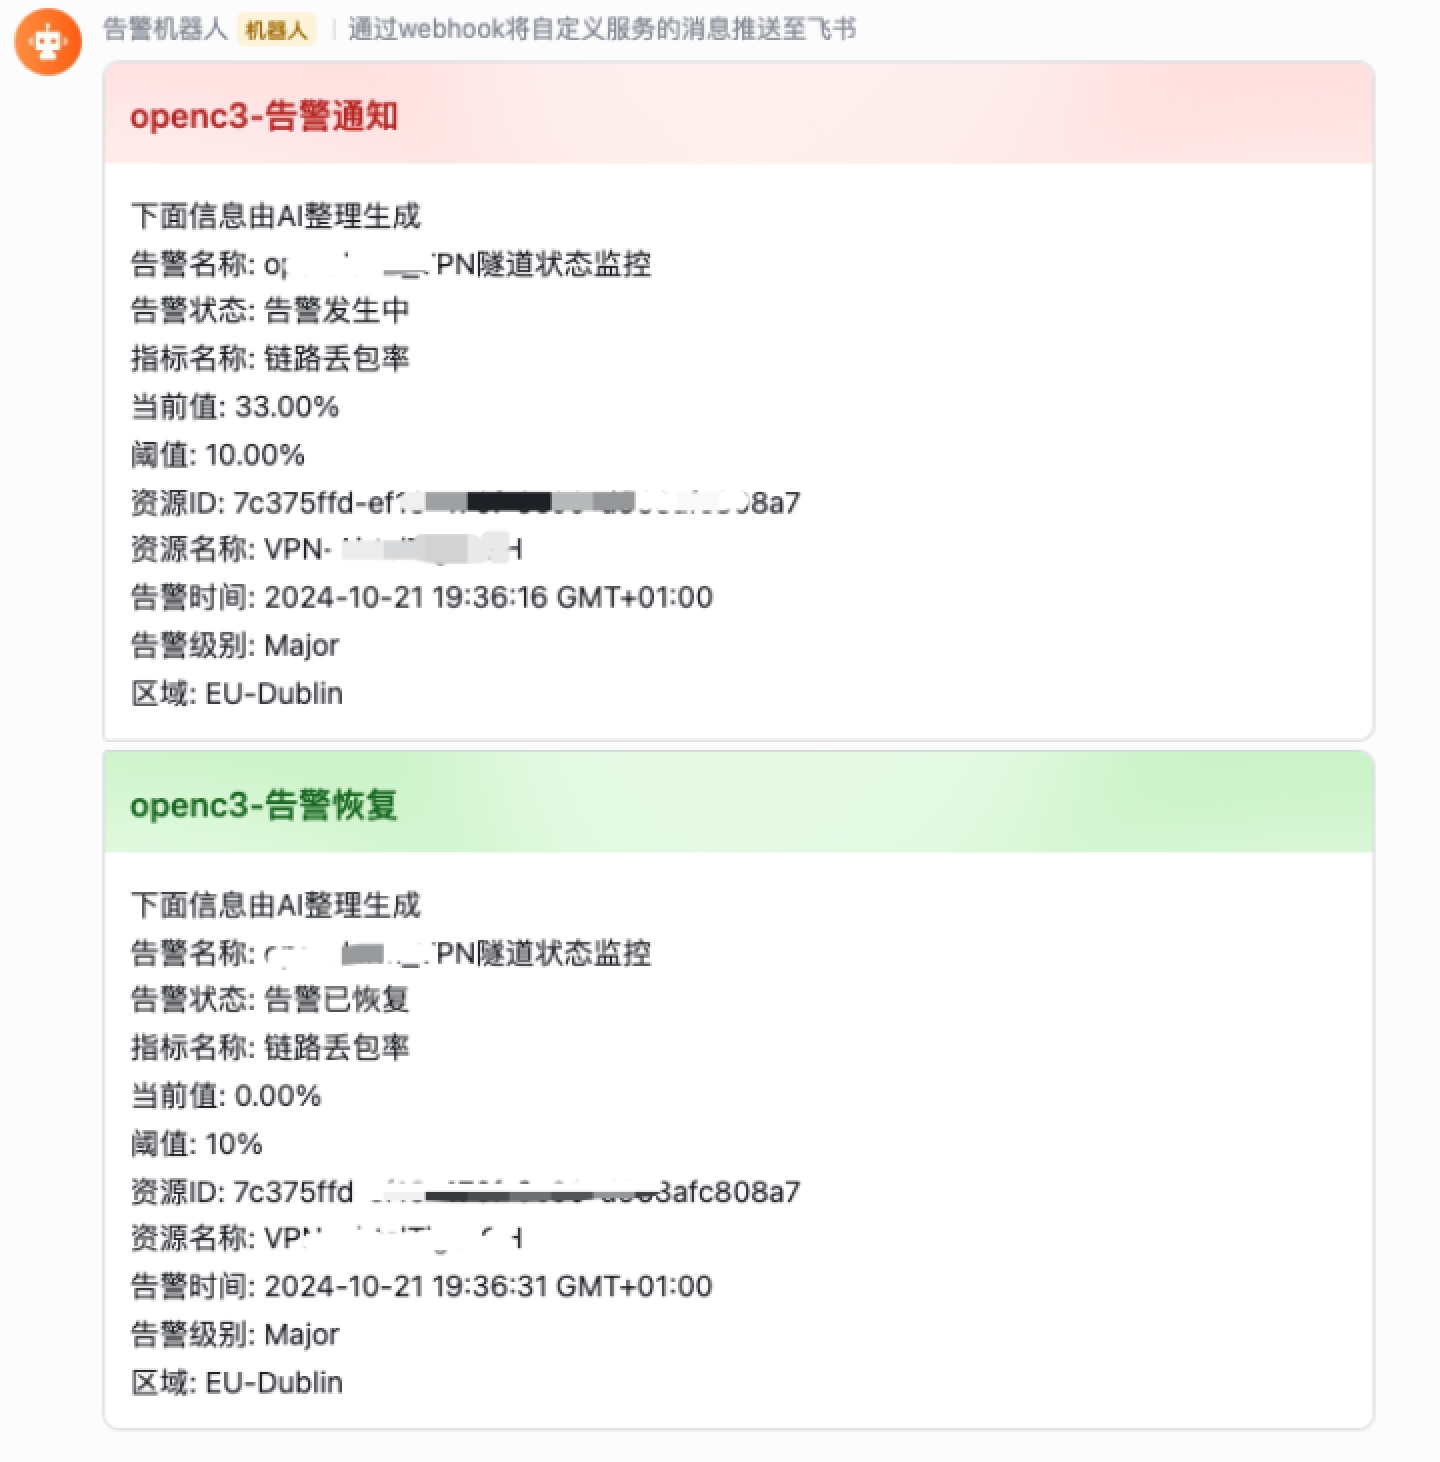 告警机器人 机器人 | 通过webhook将自定义服务的消息推送至飞书
openc3-告警通知
下面信息由AI整理生成
告警名称: PN隧道状态监控
告警状态: 告警发生中
指标名称: 链路丢包率
当前值: 33.00%
阈值: 10.00%
资源ID: 7c375ffd-ef 8a7
资源名称: VPN- H
告警时间: 2024-10-21 19:36:16 GMT+01:00
告警级别: Major
区域: EU-Dublin
openc3-告警恢复
下面信息由AI整理生成
告警名称: PN隧道状态监控
告警状态: 告警已恢复
指标名称: 链路丢包率
当前值: 0.00%
阈值: 10%
资源ID: 7c375ffd 3afc808a7
资源名称: VP H
告警时间: 2024-10-21 19:36:31 GMT+01:00
告警级别: Major
区域: EU-Dublin